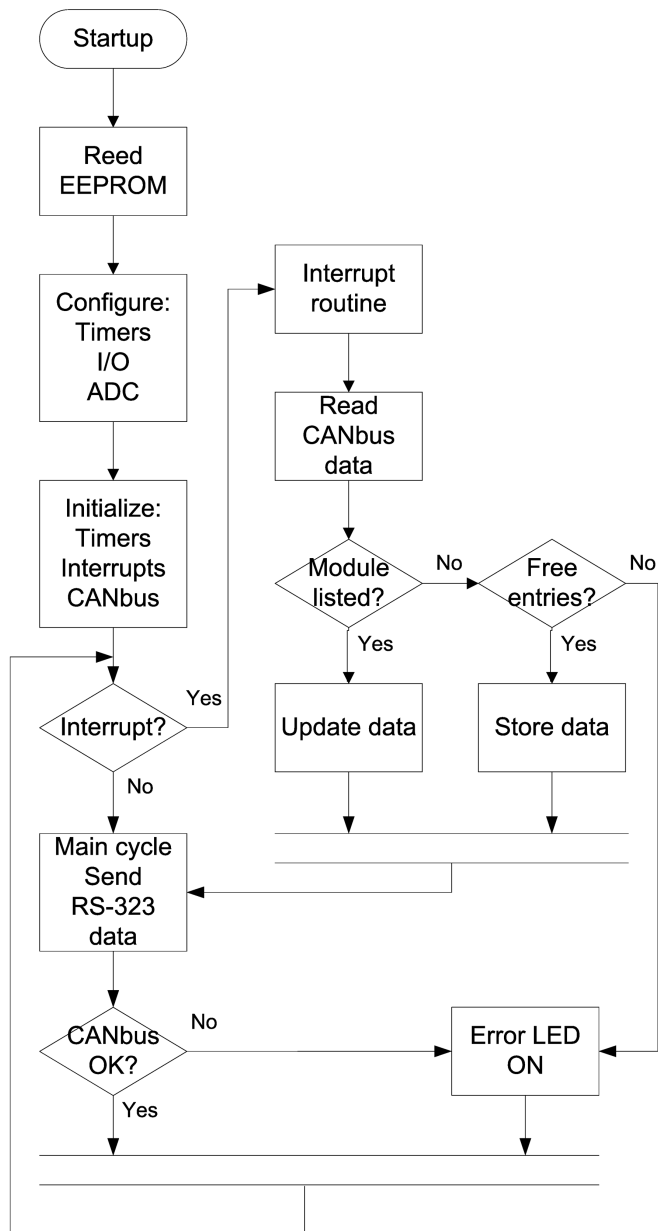 Startup
Reed
EEPROM
Configure:
Timers
I/O
ADC
Initialize:
Timers
Interrupts
CANbus
Interrupt?
Yes
No
Interrupt
routine
Read
CANbus
data
Module
listed?
No
Yes
Free
entries?
No
Yes
Update data
Store data
Main cycle
Send
RS-323
data
CANbus
OK?
No
Yes
Error LED
ON